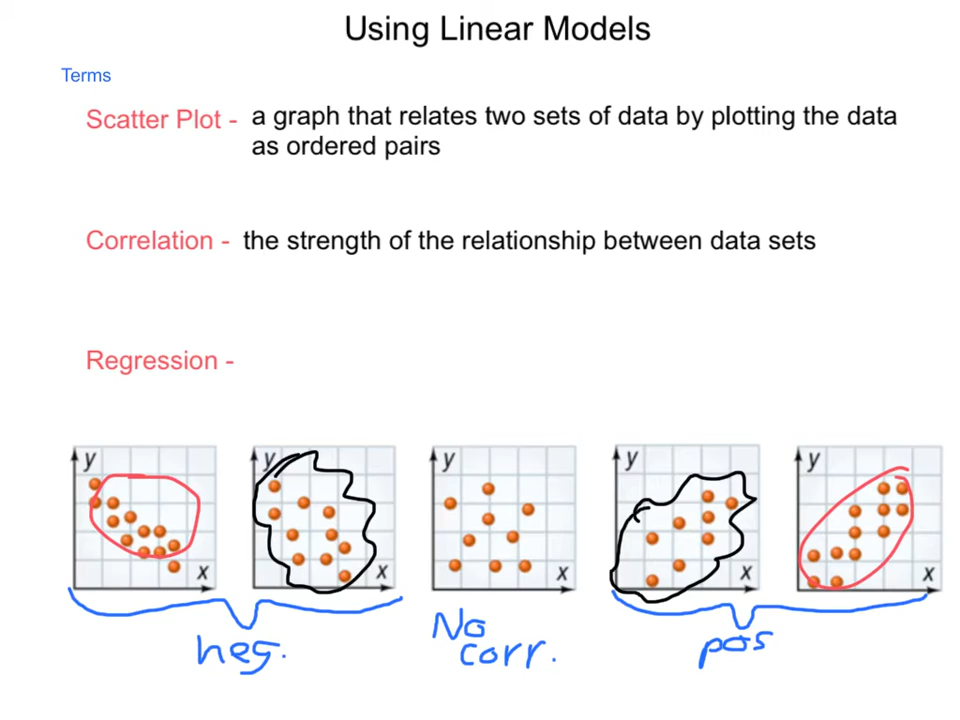 Using Linear Models
Terms
Scatter Plot - a graph that relates two sets of data by plotting the data
as ordered pairs
Correlation - the strength of the relationship between data sets
Regression -
y
x
y
x
y
x
y
x
y
x
neg.
No
corr.
pos